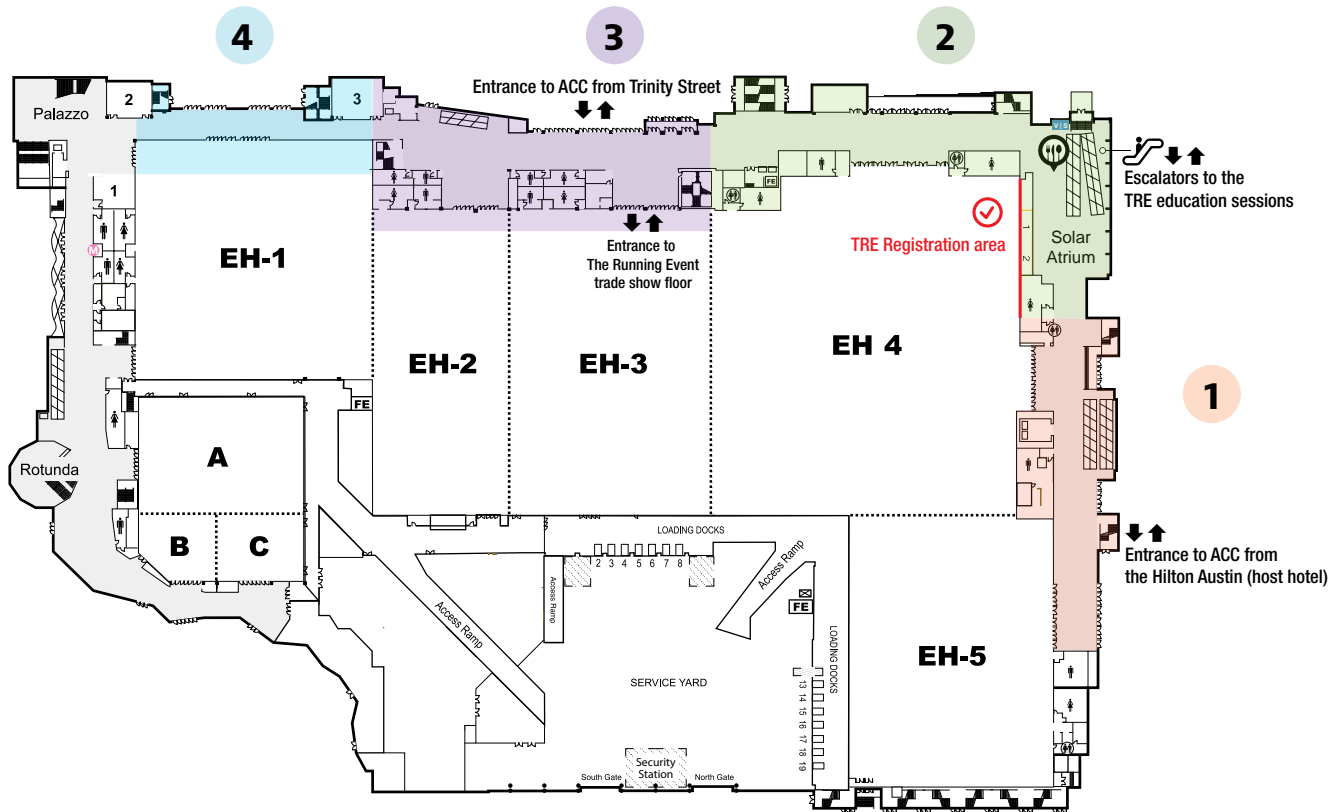 4
3
2
Palazzo
2
3
Entrance to ACC from Trinity Street
Escalators to the
TRE education sessions
1
FE
TRE Registration area
1
2
Solar
Atrium
M
EH-1
Entrance to
The Running Event
trade show floor
EH-2
EH-3
EH 4
1
FE
A
Rotunda
B
C
LOADING DOCKS
2 3 4 5 6 7 8
Access Ramp
Access Ramp
Access Ramp
FE
LOADING DOCKS
Entrance to ACC from
the Hilton Austin (host hotel)
EH-5
SERVICE YARD
13
14
15
16
17
18
19
Security
Station
South Gate
North Gate